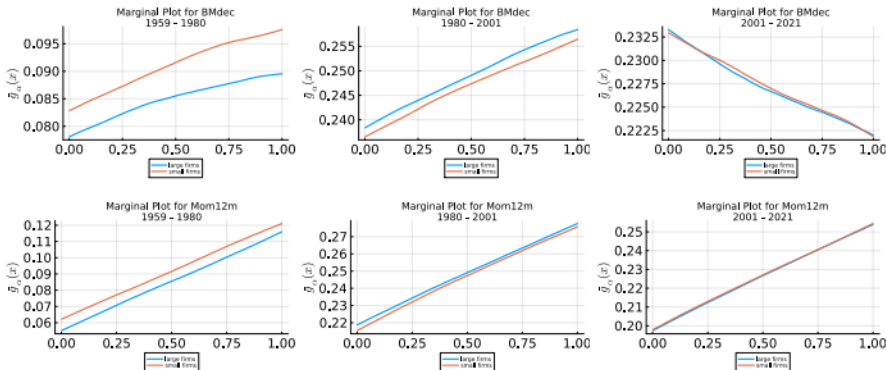 Marginal Plot for BMdec
1959 – 1980
ḡα(x)
0.095
0.090
0.085
0.080
0.00 0.25 0.50 0.75 1.00
large firms
small firms
Marginal Plot for BMdec
1980 – 2001
0.255
0.250
0.245
0.240
0.00 0.25 0.50 0.75 1.00
large firms
small firms
Marginal Plot for BMdec
2001 – 2021
0.2325
0.2300
0.2275
0.2250
0.2225
0.00 0.25 0.50 0.75 1.00
large firms
small firms
Marginal Plot for Mom12m
1959 – 1980
ḡα(x)
0.12
0.11
0.10
0.09
0.08
0.07
0.06
0.00 0.25 0.50 0.75 1.00
large firms
small firms
Marginal Plot for Mom12m
1980 – 2001
0.27
0.26
0.25
0.24
0.23
0.22
0.00 0.25 0.50 0.75 1.00
large firms
small firms
Marginal Plot for Mom12m
2001 – 2021
ḡα(x)
0.25
0.24
0.23
0.22
0.21
0.20
0.00 0.25 0.50 0.75 1.00
large firms
small firms